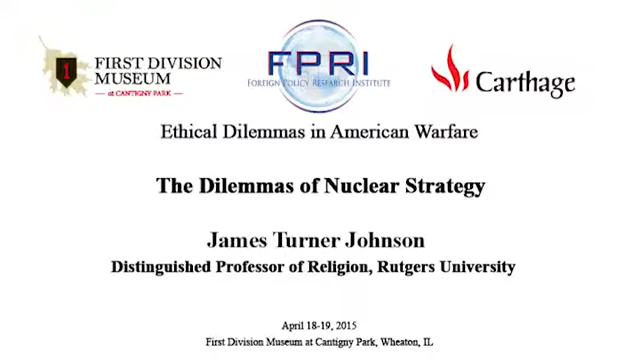 FIRST DIVISION
MUSEUM
at CANTIGNY PARK
1
FPRI
FOREIGN POLICY RESEARCH INSTITUTE
Carthage
Ethical Dilemmas in American Warfare
The Dilemmas of Nuclear Strategy
James Turner Johnson
Distinguished Professor of Religion, Rutgers University
April 18-19, 2015
First Division Museum at Cantigny Park, Wheaton, IL